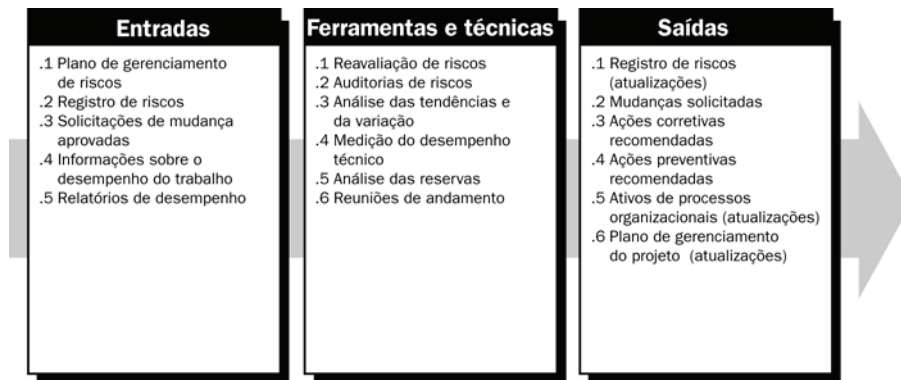 Entradas
.1 Plano de gerenciamento
de riscos
.2 Registro de riscos
.3 Solicitações de mudança
aprovadas
.4 Informações sobre o
desempenho do trabalho
.5 Relatórios de desempenho
Ferramentas e técnicas
.1 Reavaliação de riscos
.2 Auditorias de riscos
.3 Análise das tendências e
da variação
.4 Medição do desempenho
técnico
.5 Análise das reservas
.6 Reuniões de andamento
Saídas
.1 Registro de riscos
(atualizações)
.2 Mudanças solicitadas
.3 Ações corretivas
recomendadas
.4 Ações preventivas
recomendadas
.5 Ativos de processos
organizacionais (atualizações)
.6 Plano de gerenciamento
do projeto (atualizações)